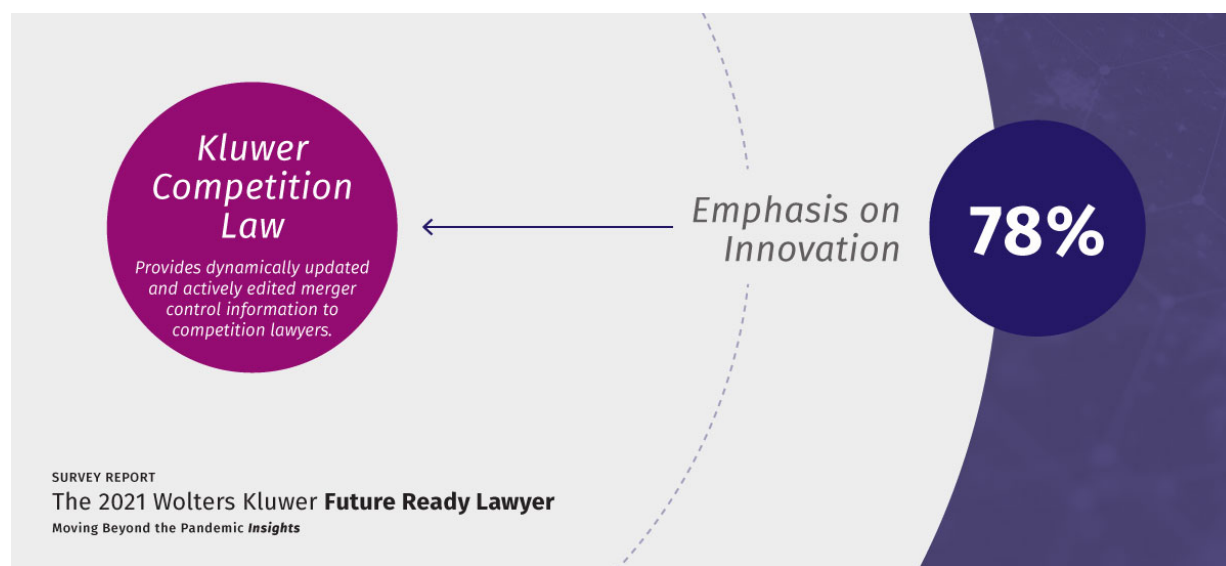 Kluwer
Competition
Law
Provides dynamically updated
and actively edited merger
control information to
competition lawyers.
Emphasis on
Innovation
78%
SURVEY REPORT
The 2021 Wolters Kluwer Future Ready Lawyer
Moving Beyond the Pandemic Insights